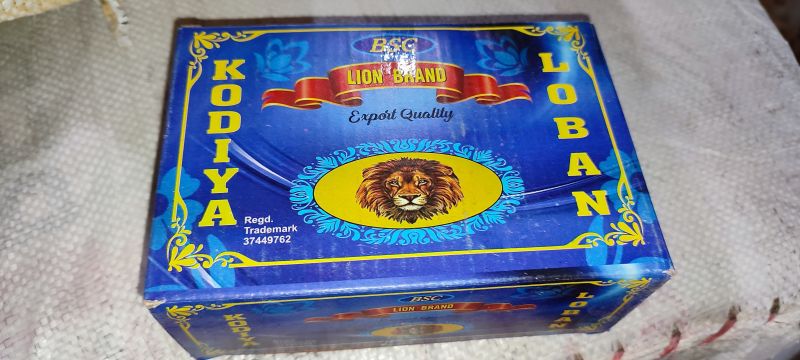 BSC
LION BRAND
Export Quality
KODIYA
LOBAN
Regd.
Trademark
37449762
BSC
LION BRAND
KODIYA
LOBAN